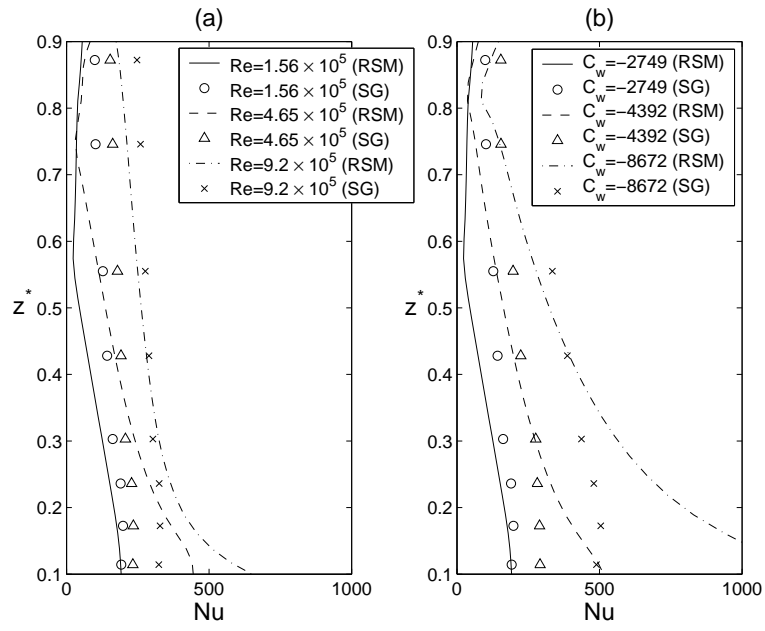 (a)
0.9
0.8
0.7
0.6
0.5
0.4
0.3
0.2
0.1
z*
0
500
1000
Nu
Re=1.56 × 10⁵ (RSM)
Re=1.56 × 10⁵ (SG)
Re=4.65 × 10⁵ (RSM)
Re=4.65 × 10⁵ (SG)
Re=9.2 × 10⁵ (RSM)
Re=9.2 × 10⁵ (SG)
(b)
0.9
0.8
0.7
0.6
0.5
0.4
0.3
0.2
0.1
z*
0
500
1000
Nu
C_w=−2749 (RSM)
C_w=−2749 (SG)
C_w=−4392 (RSM)
C_w=−4392 (SG)
C_w=−8672 (RSM)
C_w=−8672 (SG)